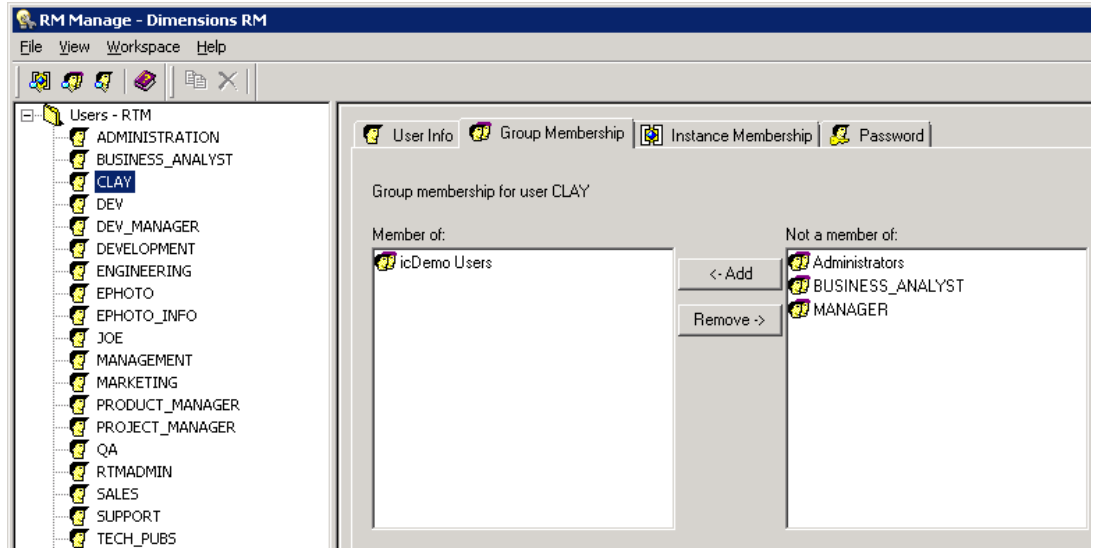 RM Manage - Dimensions RM
File View Workspace Help
Users - RTM
ADMINISTRATION
BUSINESS_ANALYST
CLAY
DEV
DEV_MANAGER
DEVELOPMENT
ENGINEERING
EPHOTO
EPHOTO_INFO
JOE
MANAGEMENT
MARKETING
PRODUCT_MANAGER
PROJECT_MANAGER
QA
RTMADMIN
SALES
SUPPORT
TECH_PUBS
User Info Group Membership Instance Membership Password
Group membership for user CLAY
Member of:
icDemo Users
<- Add
Remove ->
Not a member of:
Administrators
BUSINESS_ANALYST
MANAGER